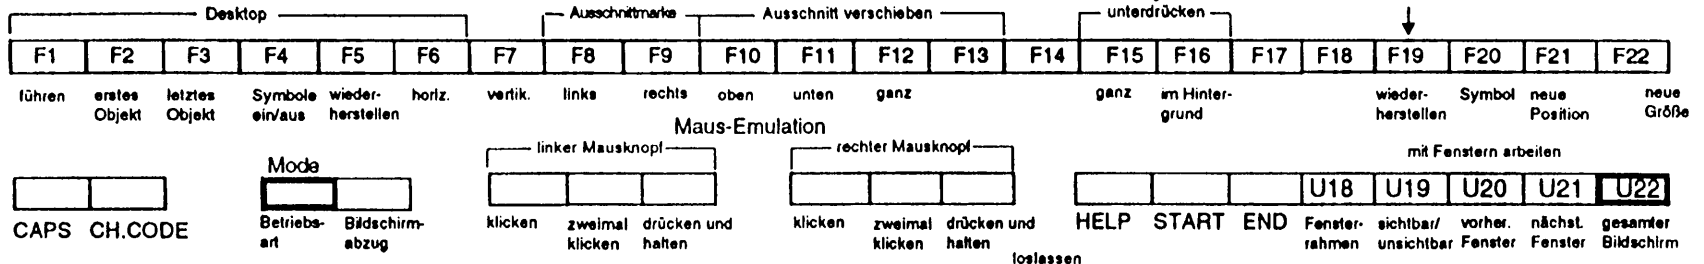 Desktop Ausschnittmarke Ausschnitt verschieben unterdrücken
F1 F2 F3 F4 F5 F6 F7 F8 F9 F10 F11 F12 F13 F14 F15 F16 F17 F18 F19 F20 F21 F22
führen erstes letztes Symbole wieder- horiz. vertik. links rechts oben unten ganz ganz im Hinter- wieder- Symbol neue neue
Objekt Objekt ein/aus herstellen grund herstellen Position Größe
Maus-Emulation
linker Mausknopf rechter Mausknopf mit Fenstern arbeiten
Mode
U18 U19 U20 U21 U22
CAPS CH.CODE Betriebs- Bildschirm- klicken zweimal drücken und klicken zweimal drücken und HELP START END Fenster- sichtbar/ vorher. nächst. gesamter
art abzug klicken halten klicken halten rahmen unsichtbar Fenster Fenster Bildschirm
loslassen